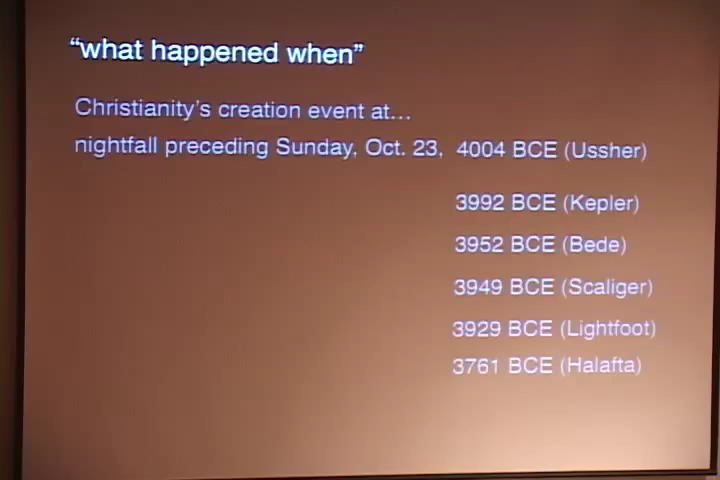 “what happened when”
Christianity's creation event at...
nightfall preceding Sunday, Oct. 23, 4004 BCE (Ussher)
3992 BCE (Kepler)
3952 BCE (Bede)
3949 BCE (Scaliger)
3929 BCE (Lightfoot)
3761 BCE (Halafta)